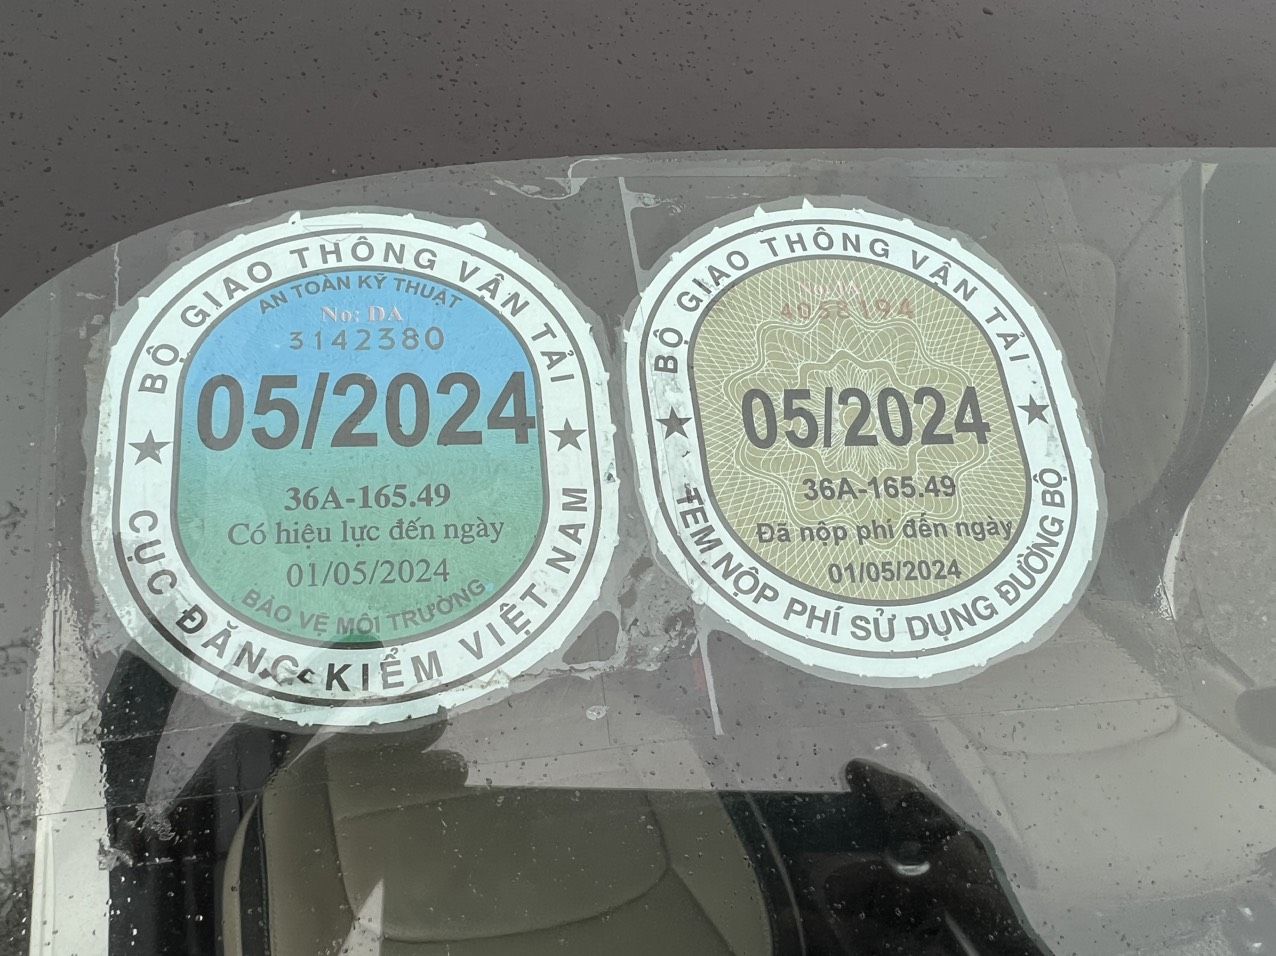 BỘ GIAO THÔNG VẬN TẢI
AN TOÀN KỸ THUẬT
No: DA
3142380
05/2024
36A-165.49
Có hiệu lực đến ngày
01/05/2024
BẢO VỆ MÔI TRƯỜNG
CỤC ĐĂNG KIỂM VIỆT NAM
BỘ GIAO THÔNG VẬN TẢI
4058194
05/2024
36A-165.49
Đã nộp phí đến ngày
01/05/2024
TEM NỘP PHÍ SỬ DỤNG ĐƯỜNG BỘ